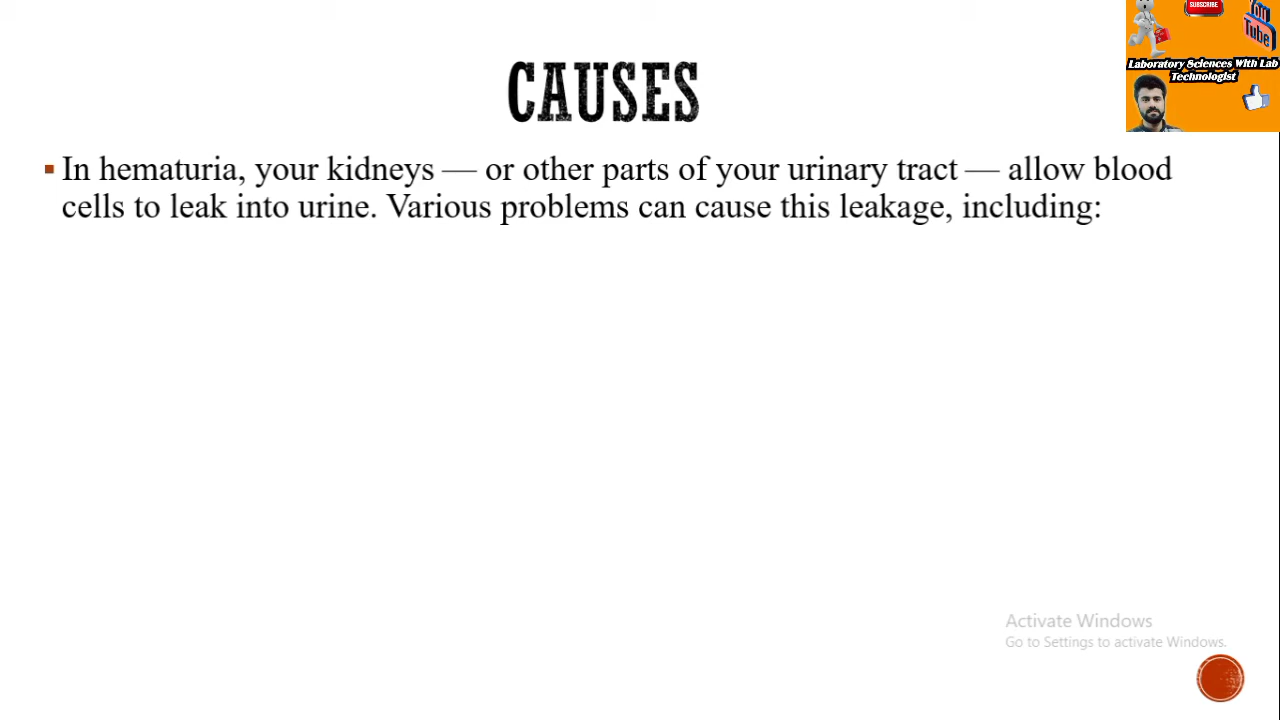 SUBSCRIBE
You
Tube
Laboratory Sciences With Lab
Technologist
CAUSES
In hematuria, your kidneys — or other parts of your urinary tract — allow blood
cells to leak into urine. Various problems can cause this leakage, including:
Activate Windows
Go to Settings to activate Windows.